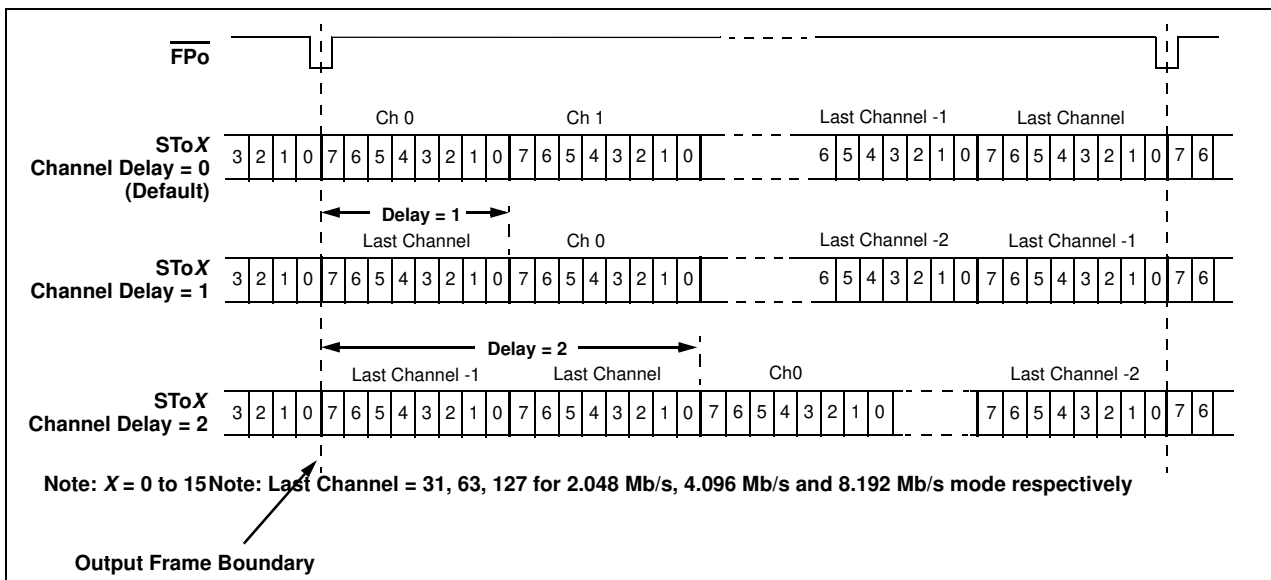 FPo
Ch 0 Ch 1 Last Channel -1 Last Channel
SToX
Channel Delay = 0
(Default)
3 2 1 0 7 6 5 4 3 2 1 0 7 6 5 4 3 2 1 0 6 5 4 3 2 1 0 7 6 5 4 3 2 1 0 7 6
Delay = 1
Last Channel Ch 0 Last Channel -2 Last Channel -1
SToX
Channel Delay = 1
3 2 1 0 7 6 5 4 3 2 1 0 7 6 5 4 3 2 1 0 6 5 4 3 2 1 0 7 6 5 4 3 2 1 0 7 6
Delay = 2
Last Channel -1 Last Channel Ch0 Last Channel -2
SToX
Channel Delay = 2
3 2 1 0 7 6 5 4 3 2 1 0 7 6 5 4 3 2 1 0 7 6 5 4 3 2 1 0 7 6 5 4 3 2 1 0 7 6
Note: X = 0 to 15Note: Last Channel = 31, 63, 127 for 2.048 Mb/s, 4.096 Mb/s and 8.192 Mb/s mode respectively
Output Frame Boundary